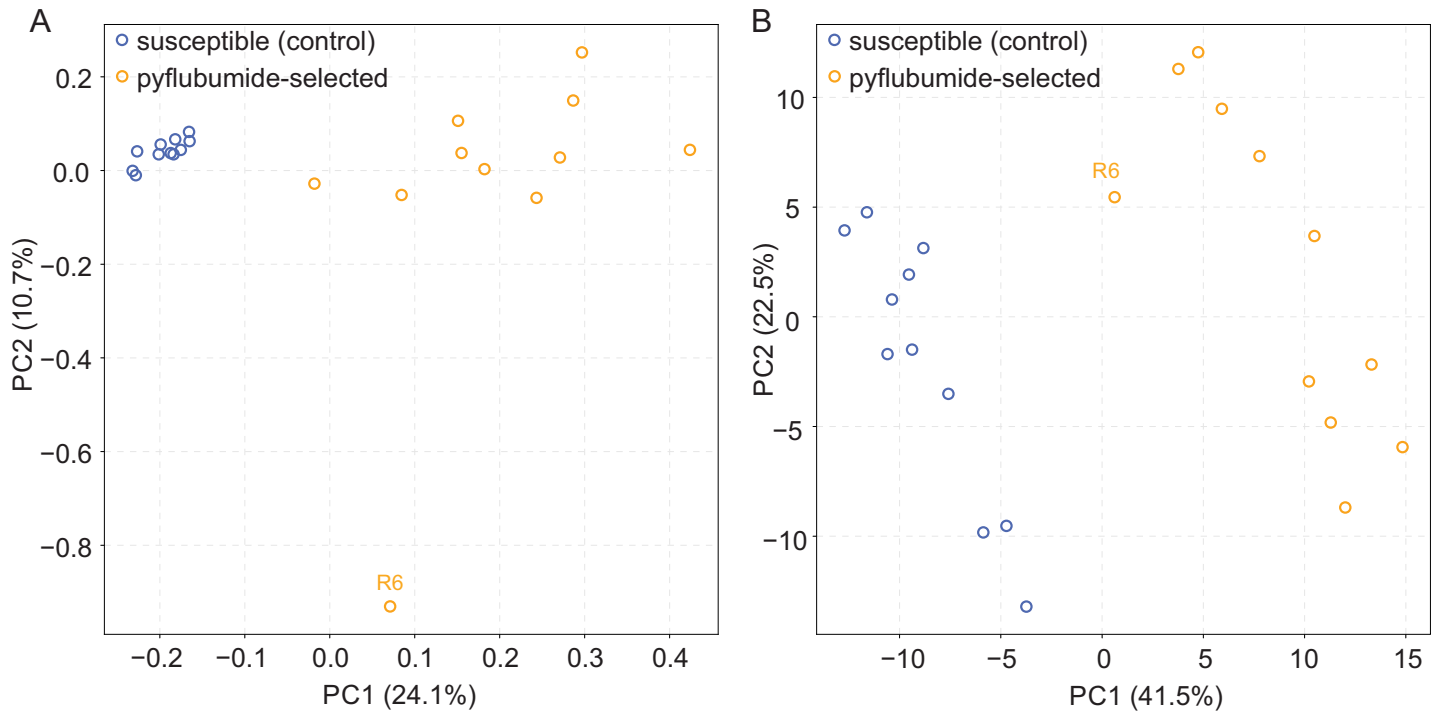 A
susceptible (control)
pyflubumide-selected
0.2
0.0
−0.2
−0.4
−0.6
−0.8
PC2 (10.7%)
R6
−0.2
−0.1
0.0
0.1
0.2
0.3
0.4
PC1 (24.1%)
B
susceptible (control)
pyflubumide-selected
10
5
0
−5
−10
PC2 (22.5%)
R6
−10
−5
0
5
10
15
PC1 (41.5%)